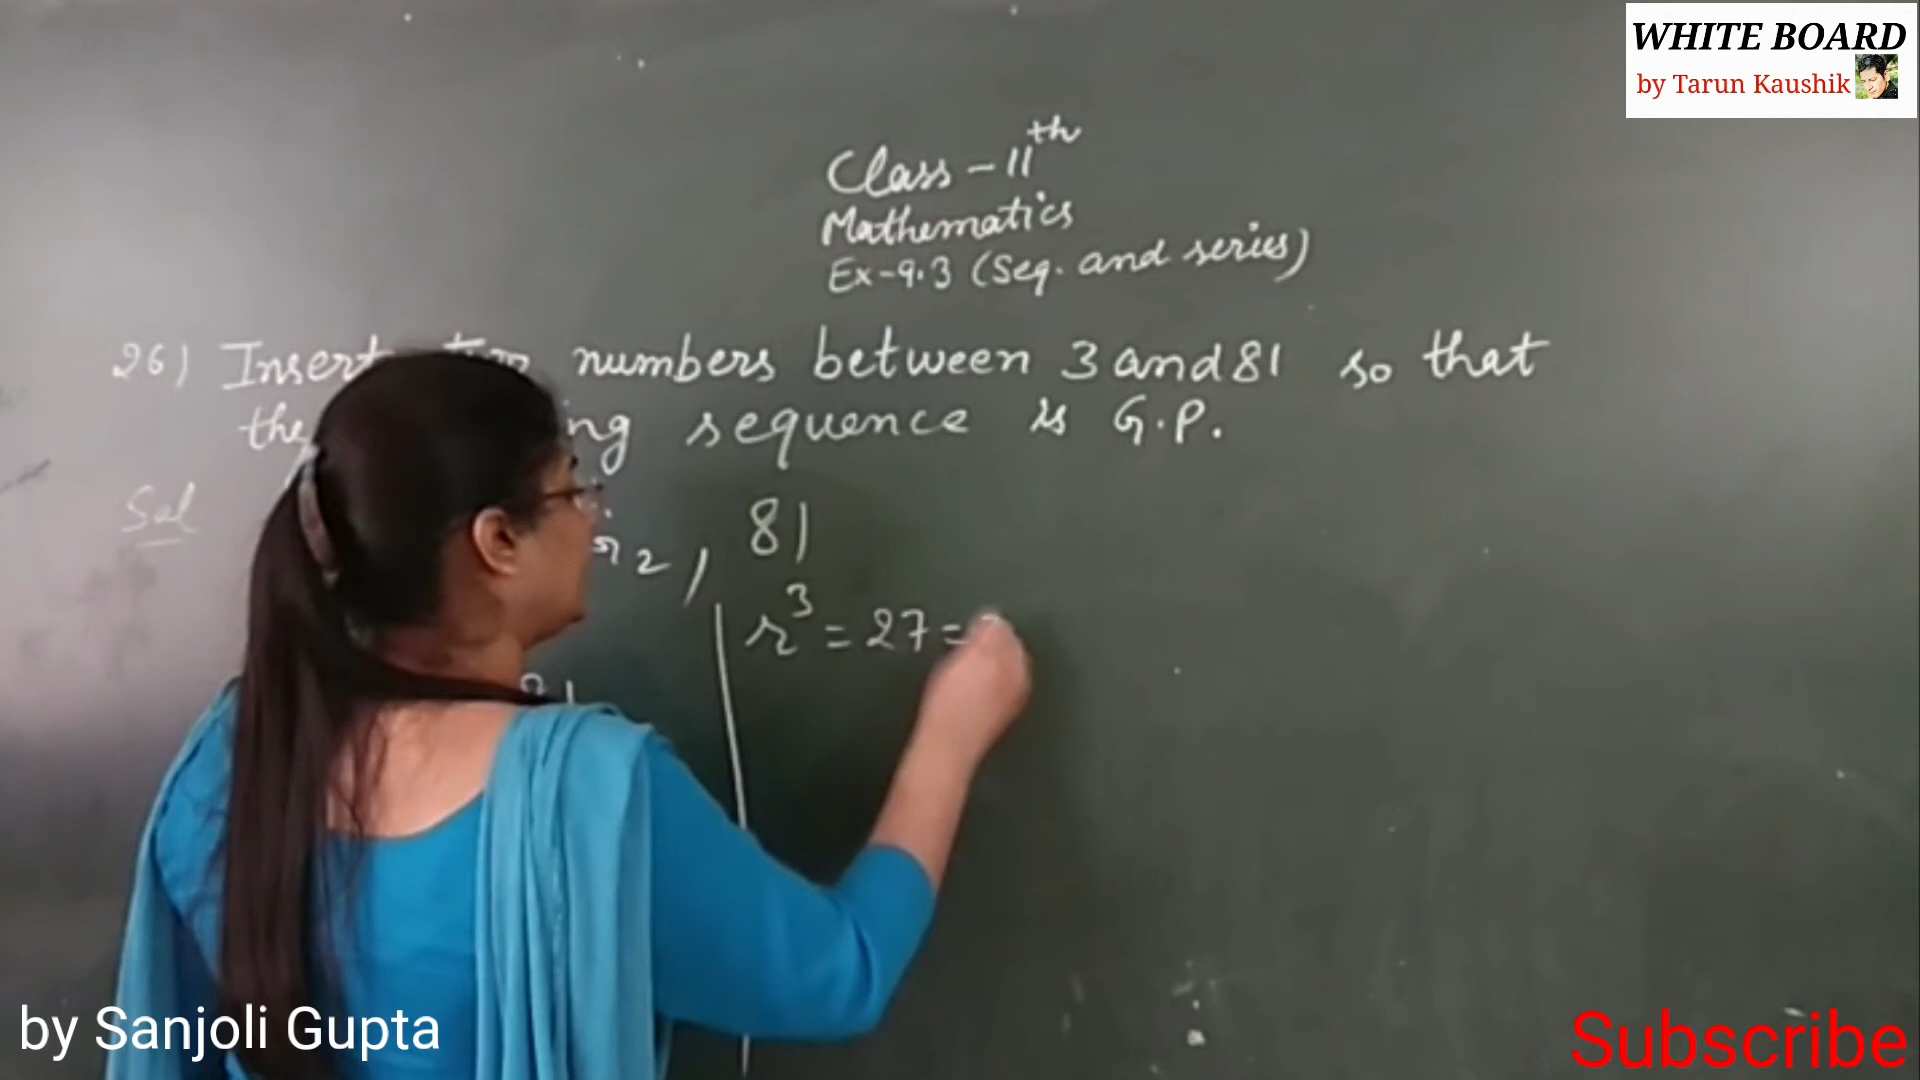 WHITE BOARD
by Tarun Kaushik
Class - 11th
Mathematics
Ex-9.3 (Seq. and series)
26) Insert numbers between 3 and 81 so that
the sequence is G.P.
Sol
81
r³ = 27 =
by Sanjoli Gupta
Subscribe